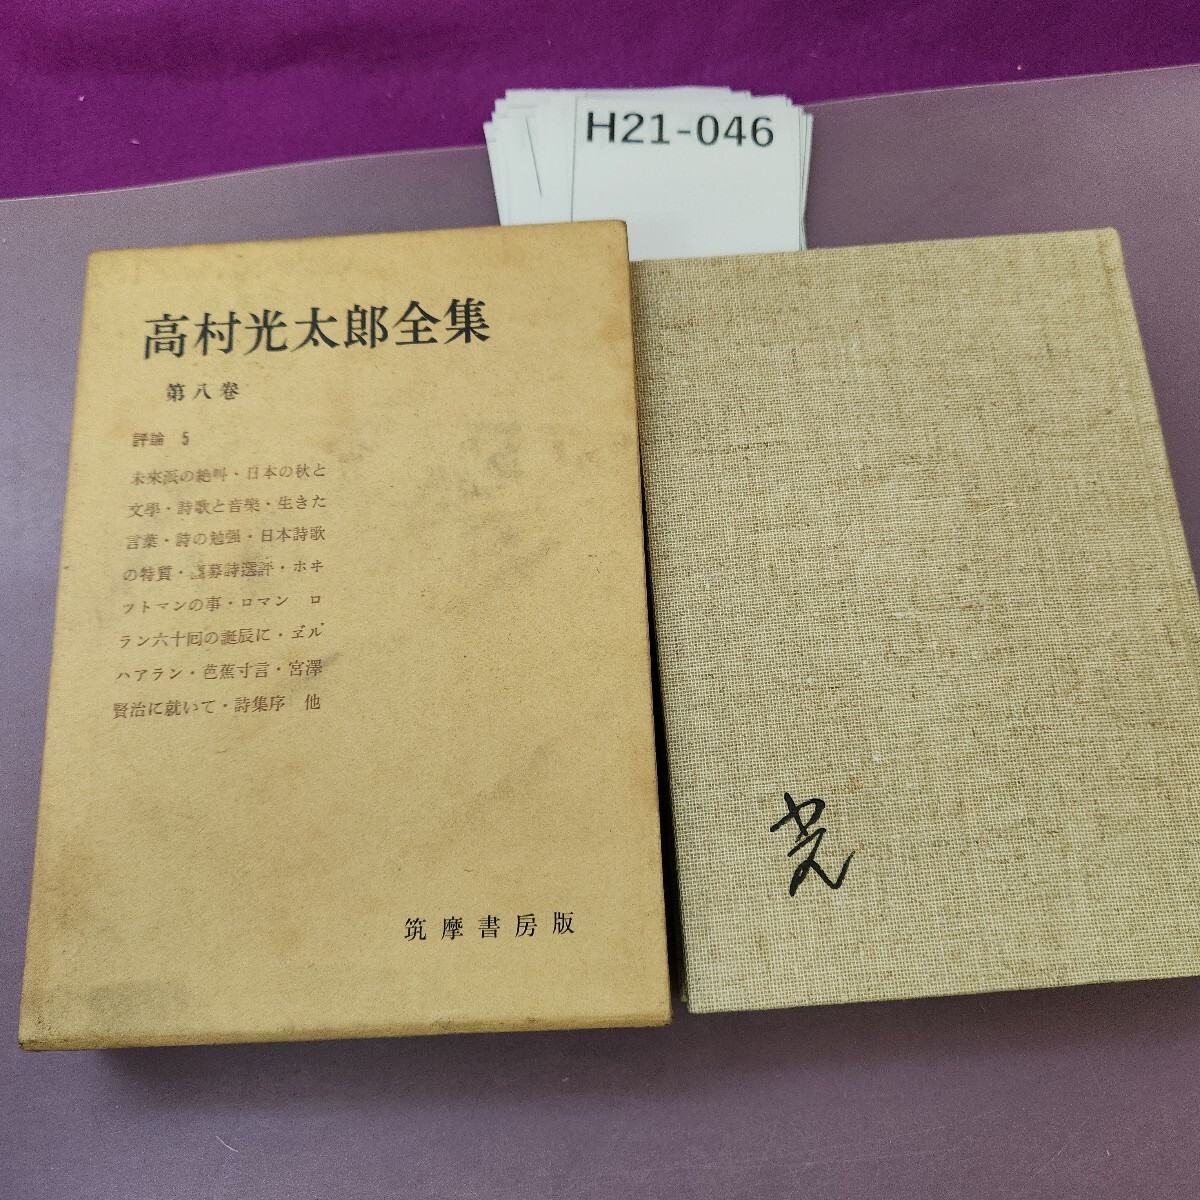 H21-046
高村光太郎全集
第八卷
評論 5
未來派の絶叫・日本の秋と
文學・詩歌と音樂・生きた
言葉・詩の勉强・日本詩歌
の特質・募詩選評・ホヰ
ットマンの事・ロマン ロ
ラン六十回の誕辰に・ヹル
ハアラン・芭蕉寸言・宮澤
賢治に就いて・詩集序 他
筑摩書房版
光